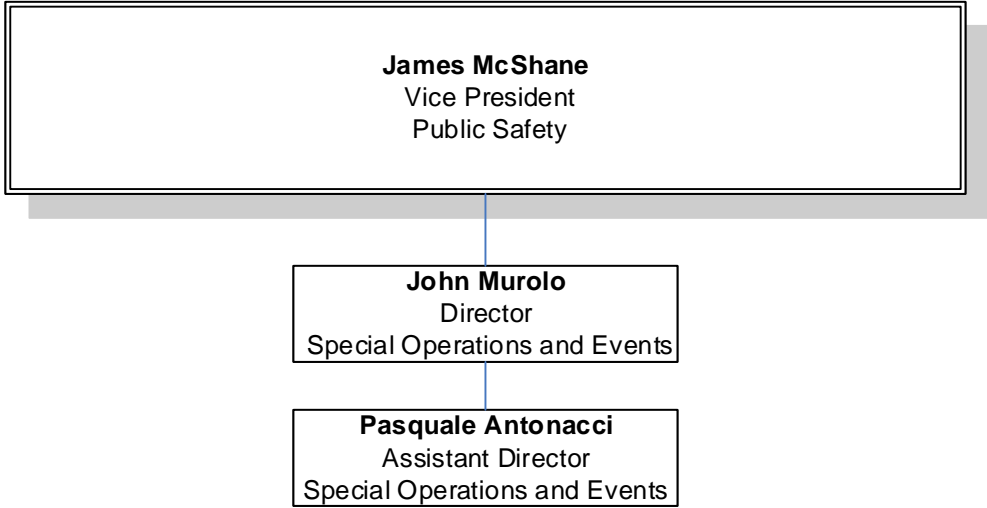 James McShane
Vice President
Public Safety
John Murolo
Director
Special Operations and Events
Pasquale Antonacci
Assistant Director
Special Operations and Events